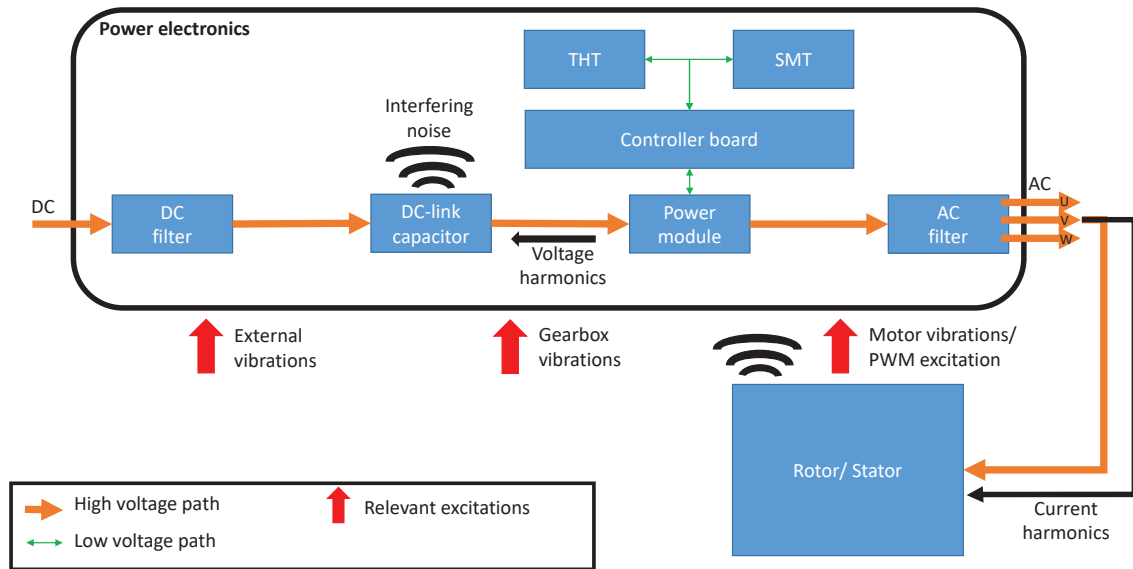 Power electronics
THT
SMT
Interfering
noise
Controller board
DC
DC
filter
DC-link
capacitor
Power
module
AC
filter
AC
U
V
W
Voltage
harmonics
External
vibrations
Gearbox
vibrations
Motor vibrations/
PWM excitation
Rotor/ Stator
Current
harmonics
High voltage path
Relevant excitations
Low voltage path